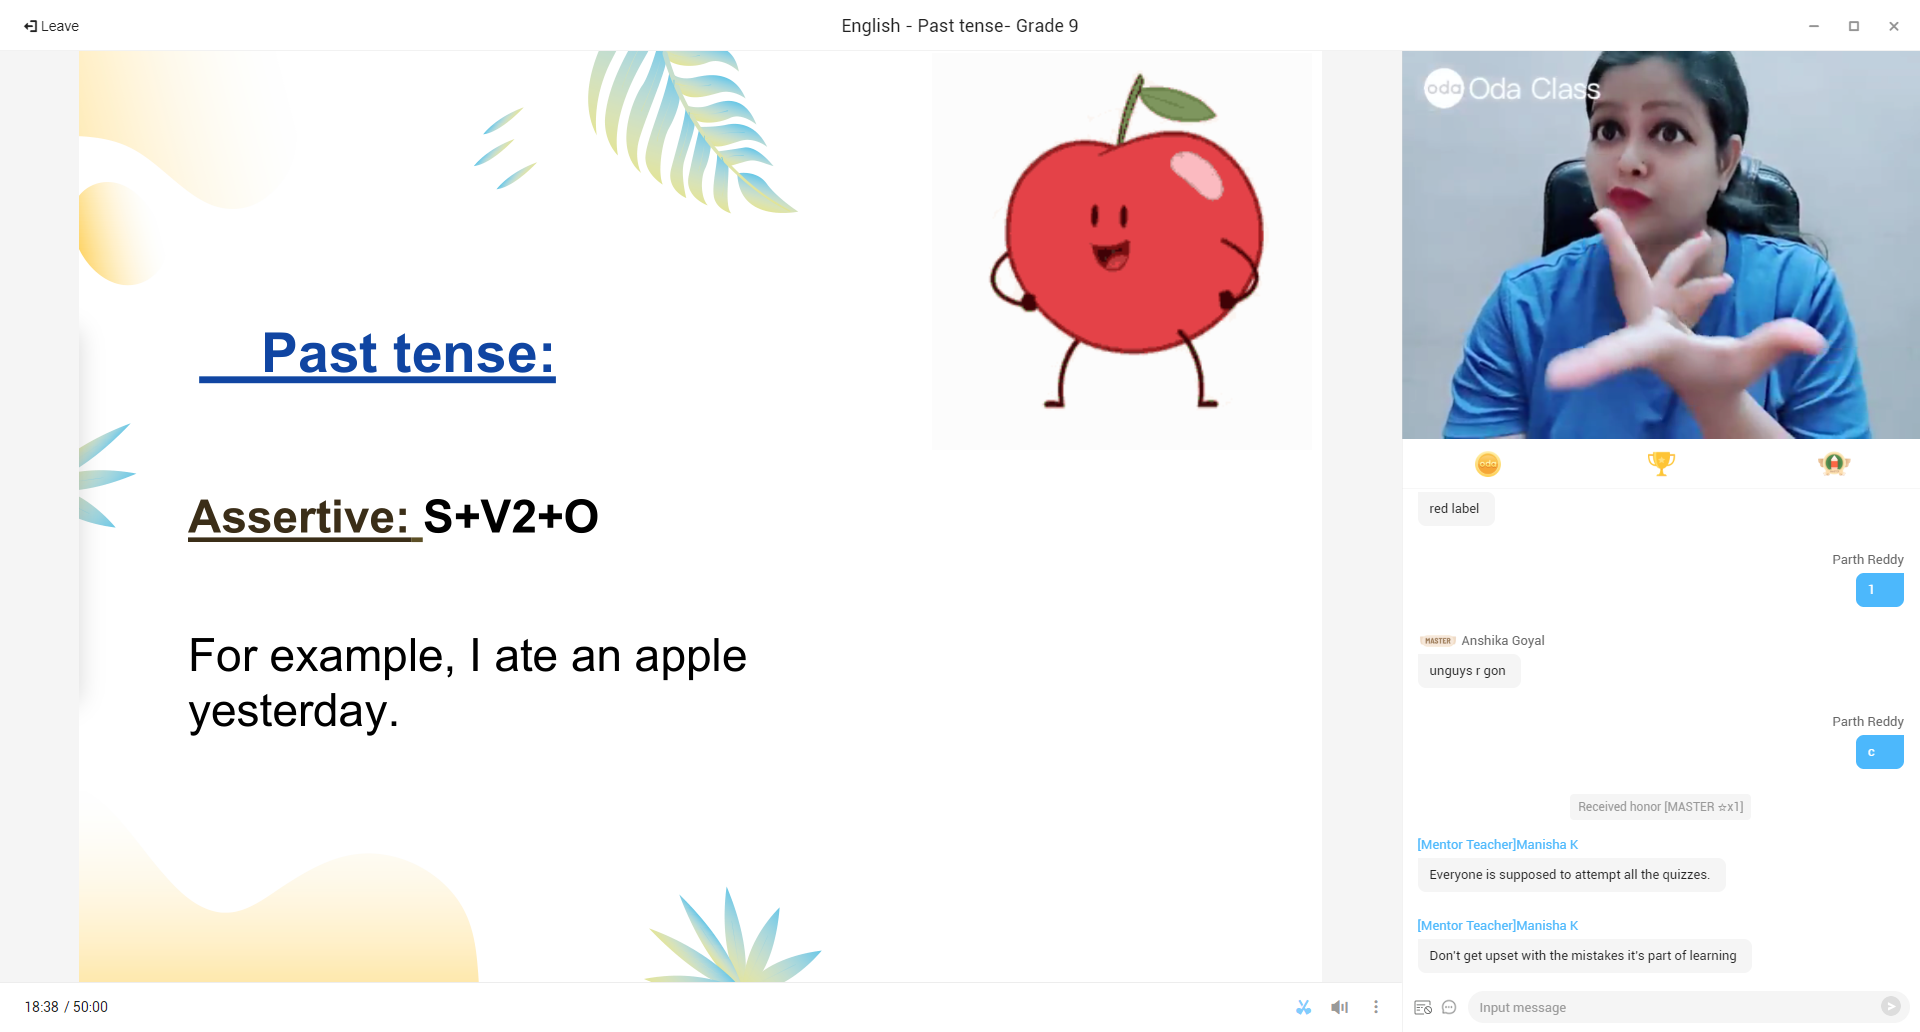 Leave
English - Past tense- Grade 9
oda Oda Class
Past tense:
Assertive: S+V2+O
For example, I ate an apple
yesterday.
oda
red label
Parth Reddy
1
MASTER Anshika Goyal
unguys r gon
Parth Reddy
c
Received honor [MASTER ☆x1]
[Mentor Teacher]Manisha K
Everyone is supposed to attempt all the quizzes.
[Mentor Teacher]Manisha K
Don't get upset with the mistakes it's part of learning
18:38 / 50:00
Input message